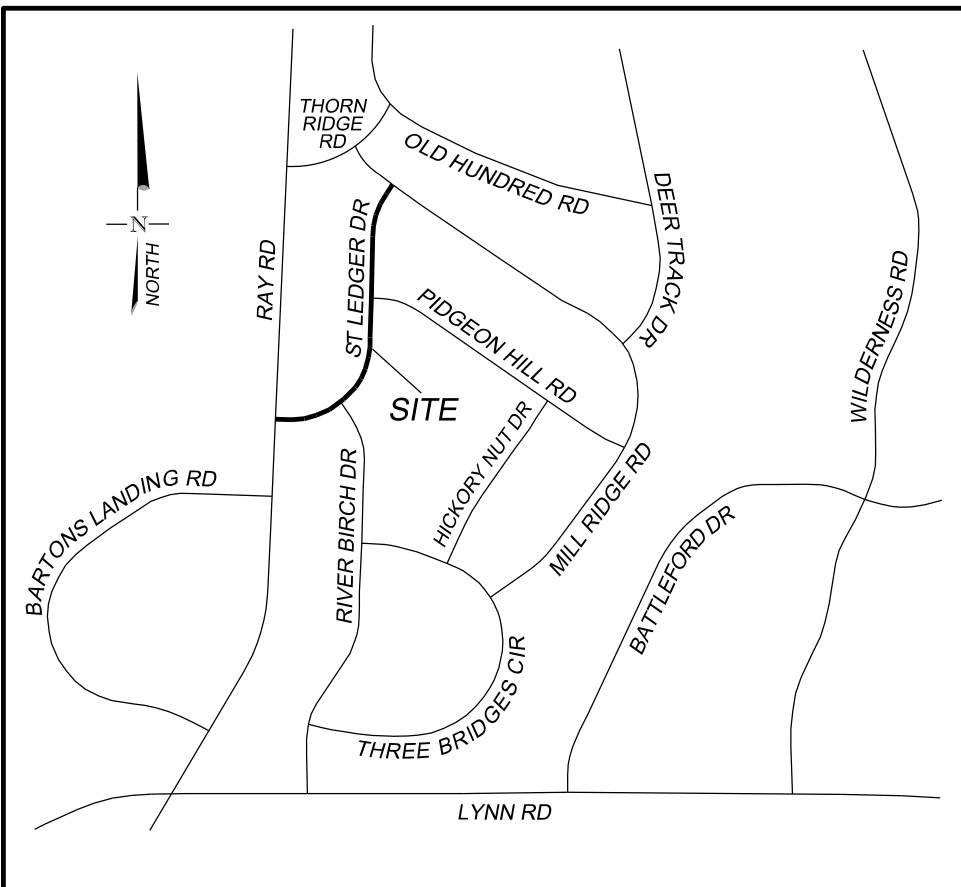 THORN
RIDGE
RD
OLD HUNDRED RD
DEER TRACK DR
N
NORTH
RAY RD
ST LEDGER DR
WILDERNESS RD
PIDGEON HILL RD
SITE
HICKORY NUT DR
BARTONS LANDING RD
RIVER BIRCH DR
MILL RIDGE RD
BATTLEFORD DR
THREE BRIDGES CIR
LYNN RD